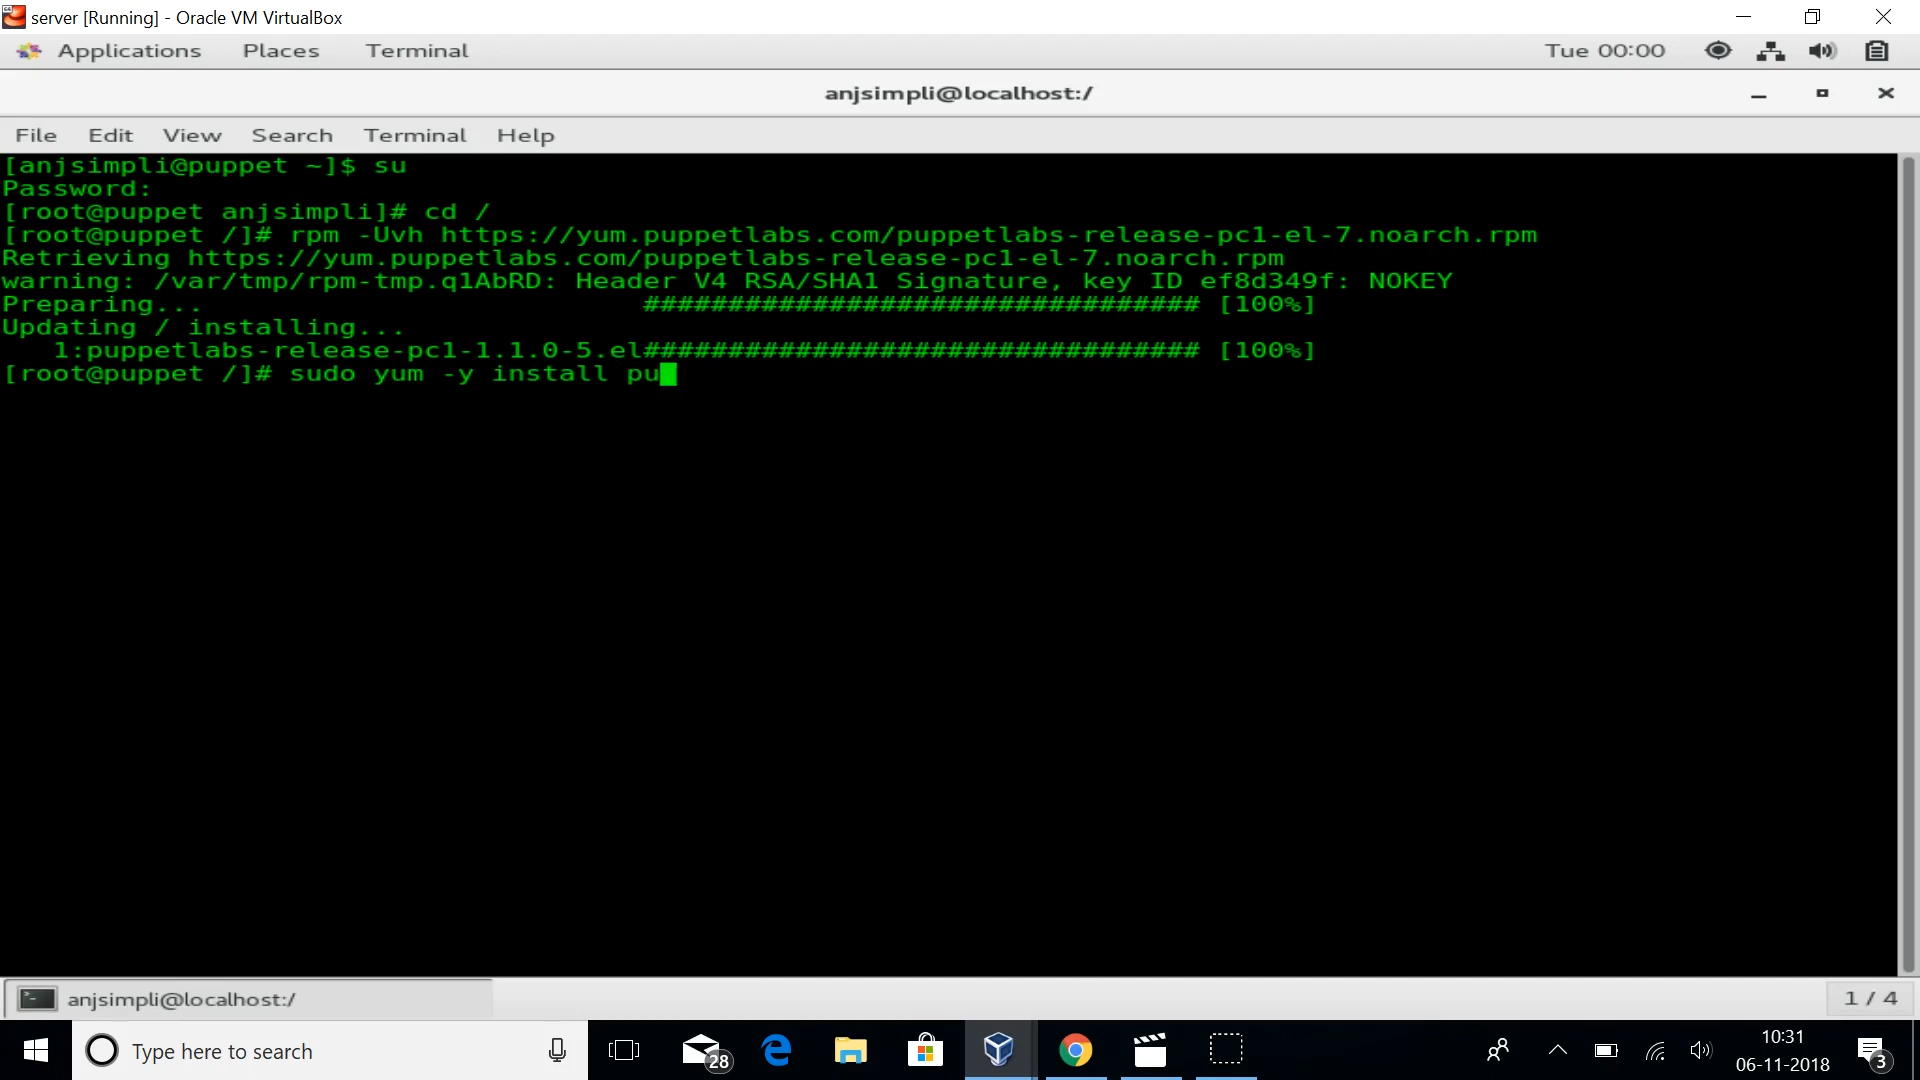 server [Running] - Oracle VM VirtualBox
Applications Places Terminal Tue 00:00
anjsimpli@localhost:/
File Edit View Search Terminal Help
[anjsimpli@puppet ~]$ su
Password:
[root@puppet anjsimpli]# cd /
[root@puppet /]# rpm -Uvh https://yum.puppetlabs.com/puppetlabs-release-pc1-el-7.noarch.rpm
Retrieving https://yum.puppetlabs.com/puppetlabs-release-pc1-el-7.noarch.rpm
warning: /var/tmp/rpm-tmp.q1AbRD: Header V4 RSA/SHA1 Signature, key ID ef8d349f: NOKEY
Preparing... ################################# [100%]
Updating / installing...
1:puppetlabs-release-pc1-1.1.0-5.el################################# [100%]
[root@puppet /]# sudo yum -y install pu
anjsimpli@localhost:/ 1 / 4
Type here to search 28 10:31 3
06-11-2018